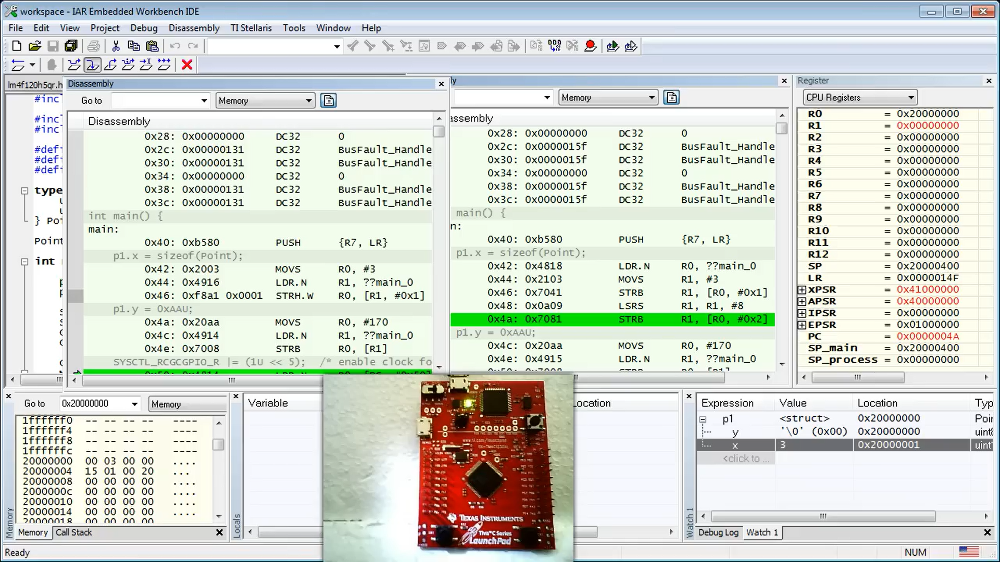 workspace - IAR Embedded Workbench IDE
File Edit View Project Debug Disassembly TI Stellaris Tools Window Help
lm4f120h5qr.h
#incl
#incl
#incl
#defi
#defi
#defi
type
} Poi
Point
int
Disassembly
Go to Memory
Disassembly
0x28: 0x00000000 DC32 0
0x2c: 0x00000131 DC32 BusFault_Handle
0x30: 0x00000131 DC32 BusFault_Handle
0x34: 0x00000000 DC32 0
0x38: 0x00000131 DC32 BusFault_Handle
0x3c: 0x00000131 DC32 BusFault_Handle
int main() {
main:
0x40: 0xb580 PUSH {R7, LR}
p1.x = sizeof(Point);
0x42: 0x2003 MOVS R0, #3
0x44: 0x4916 LDR.N R1, ??main_0
0x46: 0xf8a1 0x0001 STRH.W R0, [R1, #0x1]
p1.y = 0xAAU;
0x4a: 0x20aa MOVS R0, #170
0x4c: 0x4914 LDR.N R1, ??main_0
0x4e: 0x7008 STRB R0, [R1]
SYSCTL_RCGCGPIO_R |= (1U << 5); /* enable clock fo
ly
Memory
assembly
0x28: 0x00000000 DC32 0
0x2c: 0x0000015f DC32 BusFault_Handle
0x30: 0x0000015f DC32 BusFault_Handle
0x34: 0x00000000 DC32 0
0x38: 0x0000015f DC32 BusFault_Handle
0x3c: 0x0000015f DC32 BusFault_Handle
main() {
n:
0x40: 0xb580 PUSH {R7, LR}
p1.x = sizeof(Point);
0x42: 0x4818 LDR.N R0, ??main_0
0x44: 0x2103 MOVS R1, #3
0x46: 0x7041 STRB R1, [R0, #0x1]
0x48: 0x0a09 LSRS R1, R1, #8
0x4a: 0x7081 STRB R1, [R0, #0x2]
p1.y = 0xAAU;
0x4c: 0x20aa MOVS R0, #170
0x4e: 0x4915 LDR.N R1, ??main_0
Register
CPU Registers
R0 = 0x20000000
R1 = 0x00000000
R2 = 0x00000000
R3 = 0x00000000
R4 = 0x00000000
R5 = 0x00000000
R6 = 0x00000000
R7 = 0x00000000
R8 = 0x00000000
R9 = 0x00000000
R10 = 0x00000000
R11 = 0x00000000
R12 = 0x00000000
SP = 0x20000400
LR = 0x0000014F
xPSR = 0x41000000
APSR = 0x40000000
IPSR = 0x00000000
EPSR = 0x01000000
PC = 0x0000004A
SP_main = 0x20000400
SP_process = 0x00000000
Go to 0x20000000 Memory
1ffffff0 -- -- -- -- ----
1ffffff4 -- -- -- -- ----
1ffffff8 -- -- -- -- ----
1ffffffc -- -- -- -- ----
20000000 00 03 00 00 ....
20000004 15 01 00 20 ...
20000008 00 00 00 00 ....
2000000c 00 00 00 00 ....
20000010 00 00 00 00 ....
20000014 00 00 00 00 ....
20000018 00 00 00 00 ....
Memory
Memory Call Stack
Variable
ocation
Locals
TEXAS INSTRUMENTS
Tiva C Series
LaunchPad
Expression Value Location Typ
p1 <struct> 0x20000000 Poi
y '\0' (0x00) 0x20000000 uint8
x 3 0x20000001 uint
<click to ...
Watch 1
Debug Log Watch 1
Ready
NUM